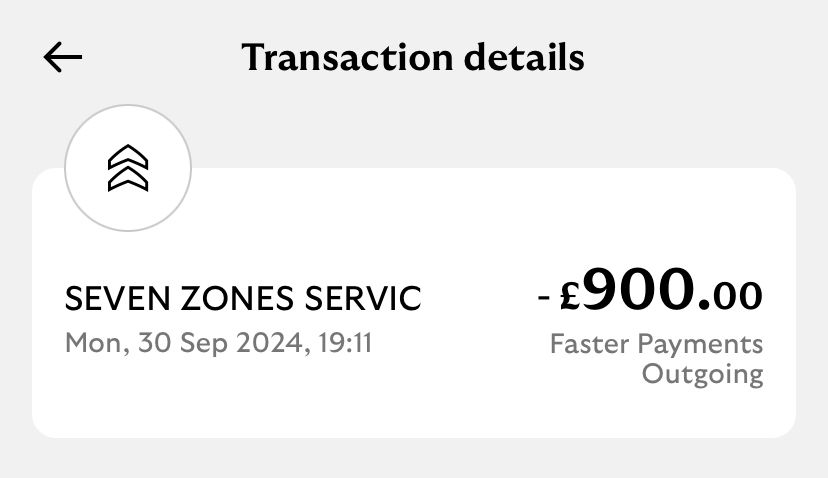 Transaction details
SEVEN ZONES SERVIC
- £900.00
Mon, 30 Sep 2024, 19:11
Faster Payments
Outgoing